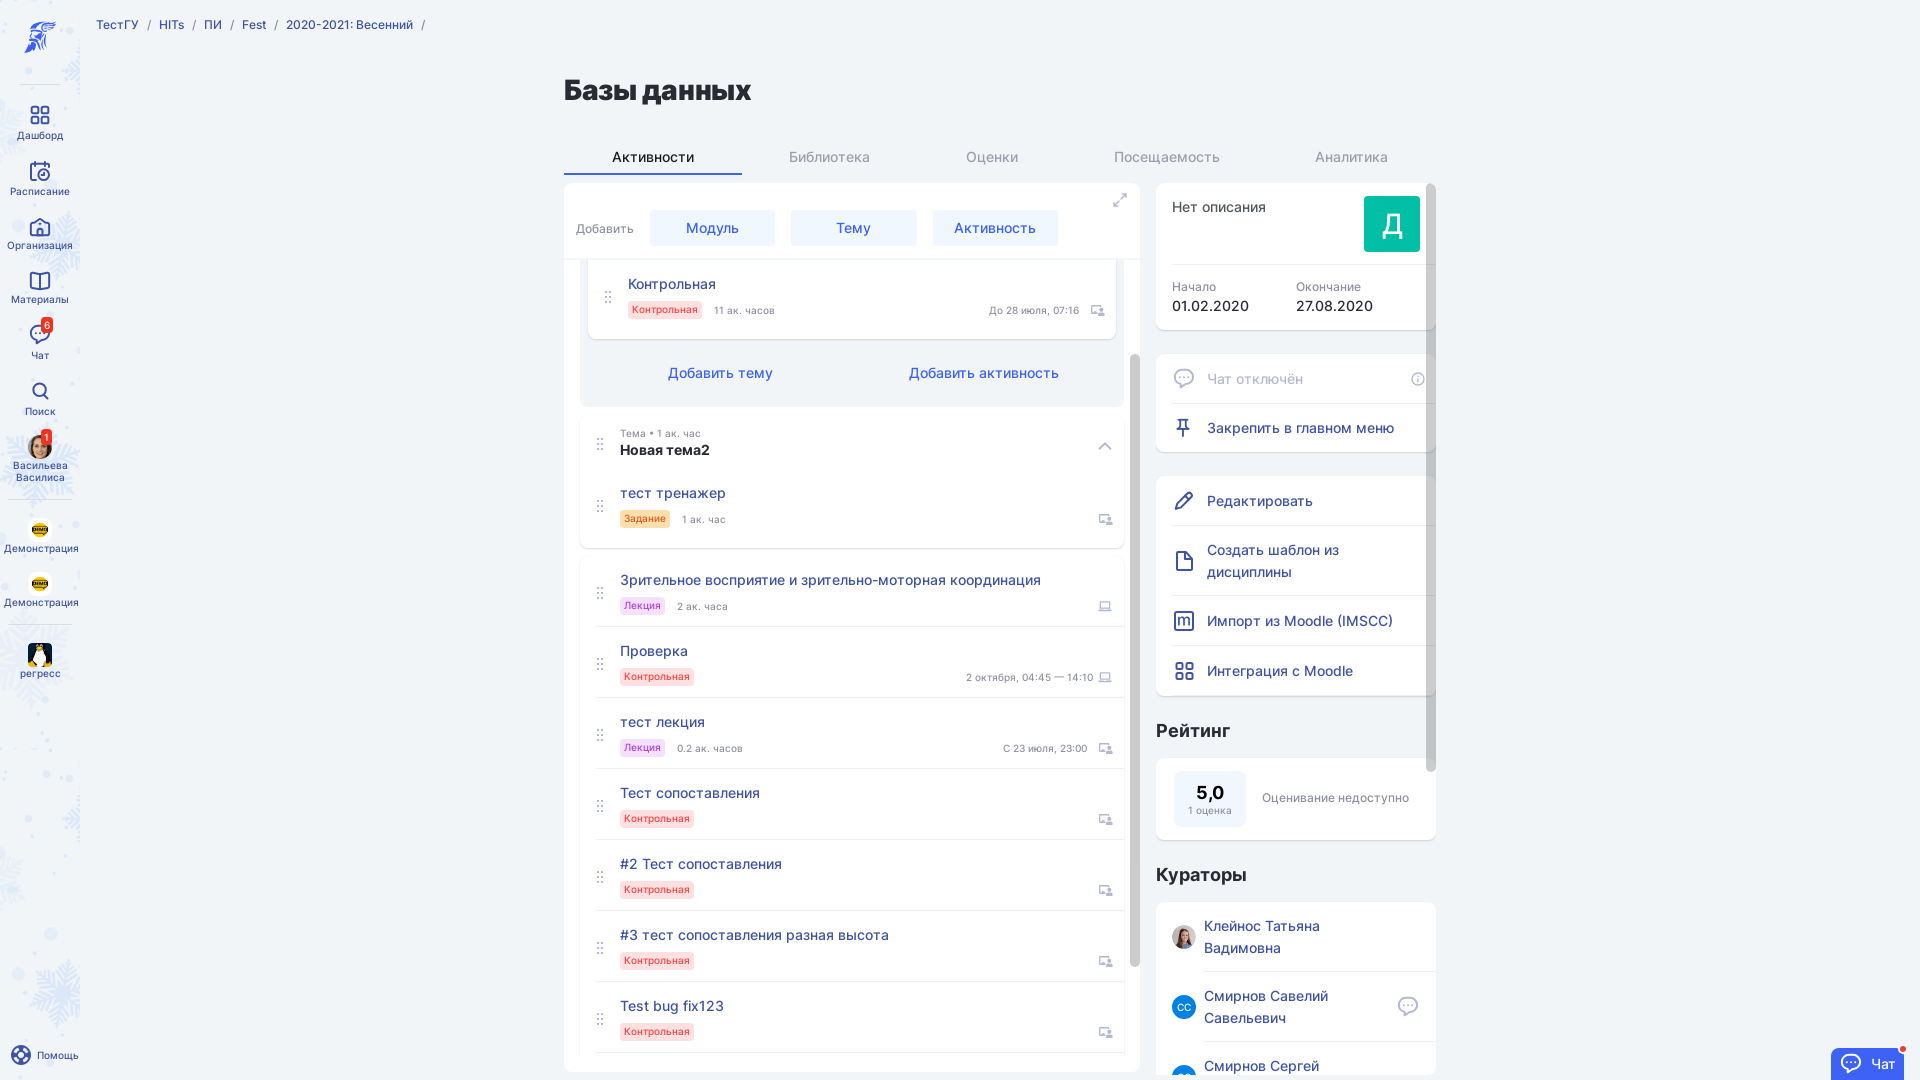 ТестГУ / HITs / ПИ / Fest / 2020-2021: Весенний /
Дашборд
Расписание
Организация
Материалы
6
Чат
Поиск
1
Васильева
Василиса
DEMO
Демонстрация
DEMO
Демонстрация
регресс
Помощь
Базы данных
Активности
Библиотека
Оценки
Посещаемость
Аналитика
Добавить
Модуль
Тему
Активность
Контрольная
Контрольная 11 ак. часов До 28 июля, 07:16
Добавить тему
Добавить активность
Тема • 1 ак. час
Новая тема2
тест тренажер
Задание 1 ак. час
Зрительное восприятие и зрительно-моторная координация
Лекция 2 ак. часа
Проверка
Контрольная 2 октября, 04:45 — 14:10
тест лекция
Лекция 0.2 ак. часов С 23 июля, 23:00
Тест сопоставления
Контрольная
#2 Тест сопоставления
Контрольная
#3 тест сопоставления разная высота
Контрольная
Test bug fix123
Контрольная
Нет описания
Д
Начало
01.02.2020
Окончание
27.08.2020
Чат отключён
Закрепить в главном меню
Редактировать
Создать шаблон из
дисциплины
m Импорт из Moodle (IMSCC)
Интеграция с Moodle
Рейтинг
5,0
1 оценка
Оценивание недоступно
Кураторы
Клейнос Татьяна
Вадимовна
СС
Смирнов Савелий
Савельевич
Смирнов Сергей
Чат